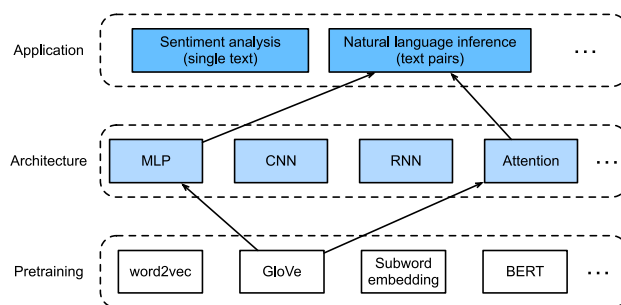 Application
Sentiment analysis
(single text)
Natural language inference
(text pairs)
...
Architecture
MLP
CNN
RNN
Attention
...
Pretraining
word2vec
GloVe
Subword
embedding
BERT
...